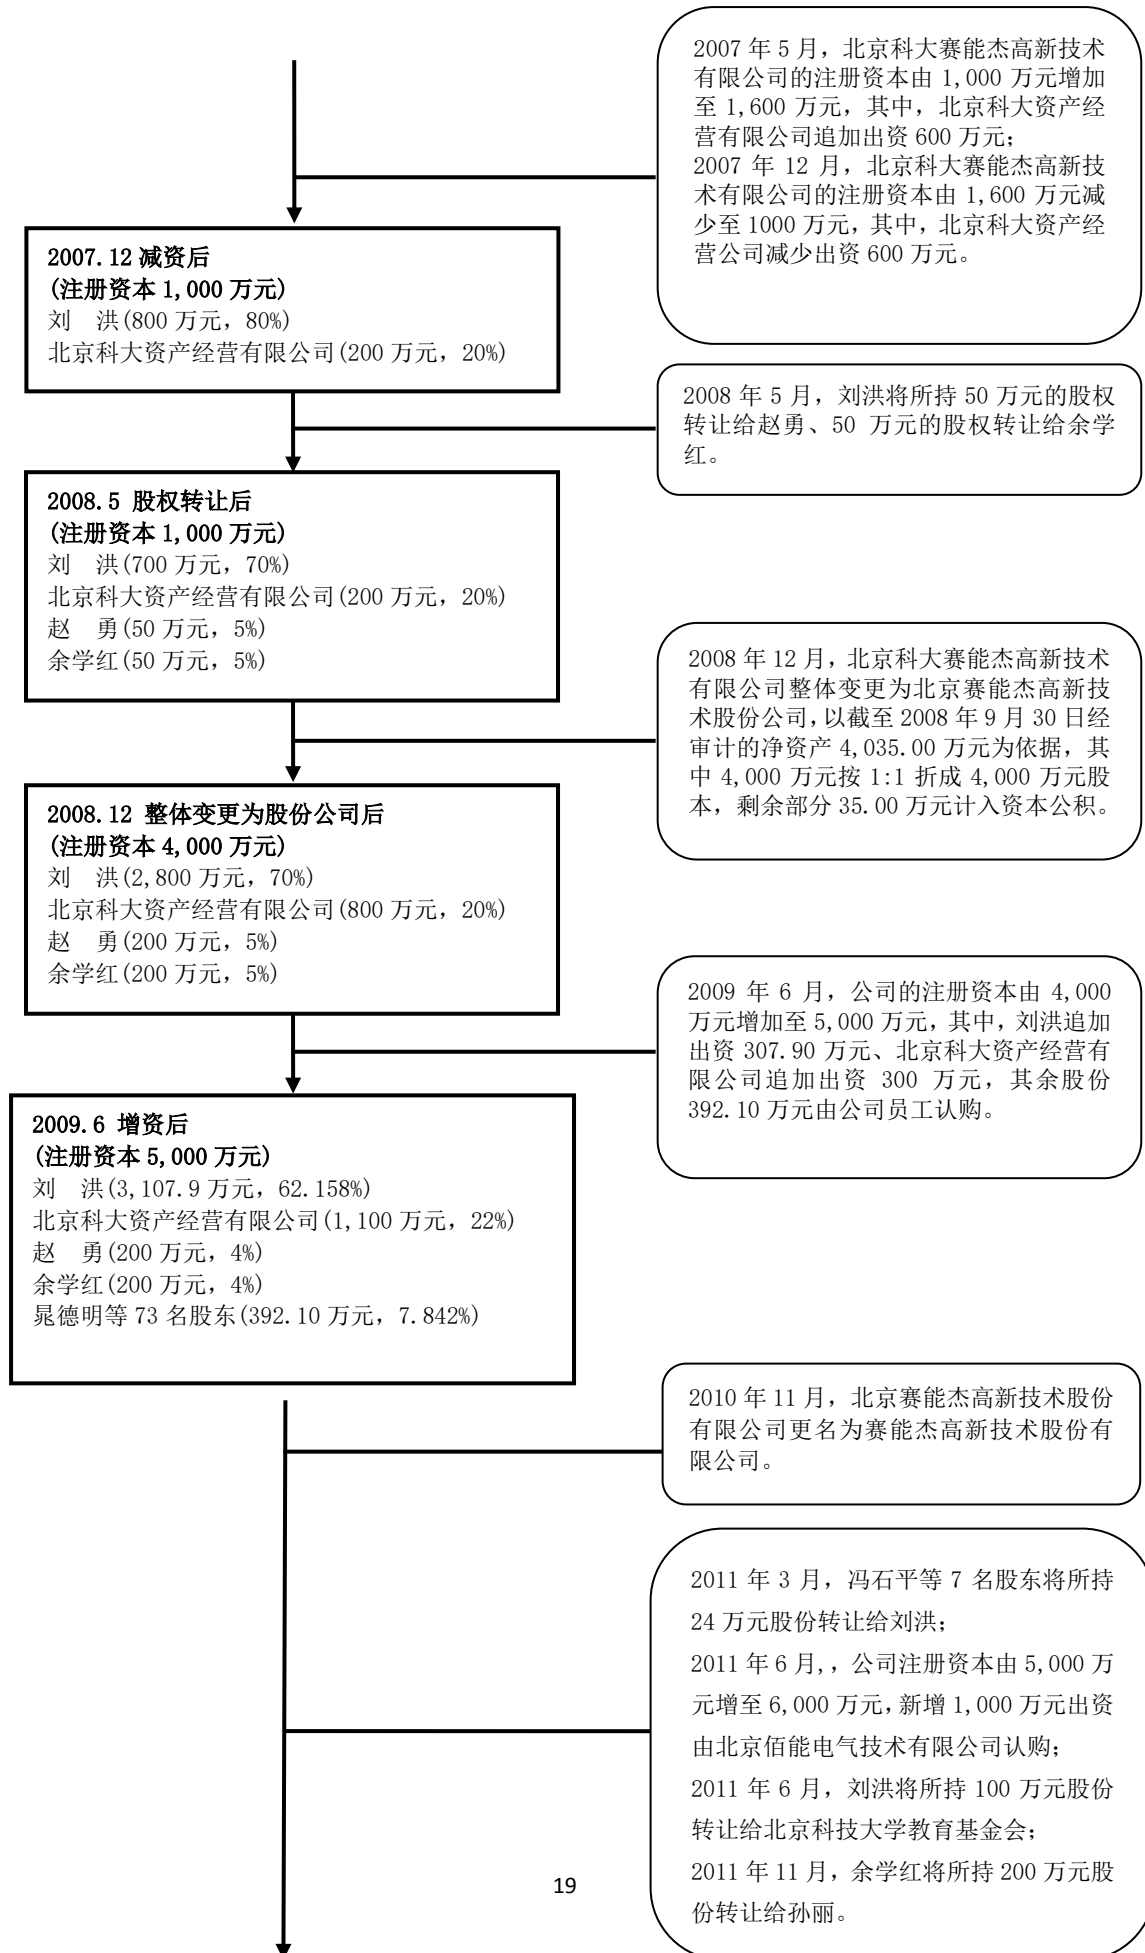 2007 年 5 月，北京科大赛能杰高新技术
有限公司的注册资本由 1,000 万元增加
至 1,600 万元，其中，北京科大资产经
营有限公司追加出资 600 万元；
2007 年 12 月，北京科大赛能杰高新技
术有限公司的注册资本由 1,600 万元减
少至 1000 万元，其中，北京科大资产经
营公司减少出资 600 万元。
2007.12 减资后
(注册资本 1,000 万元)
刘　洪(800 万元，80%)
北京科大资产经营有限公司(200 万元，20%)
2008 年 5 月，刘洪将所持 50 万元的股权
转让给赵勇、50 万元的股权转让给余学
红。
2008.5 股权转让后
(注册资本 1,000 万元)
刘　洪(700 万元，70%)
北京科大资产经营有限公司(200 万元，20%)
赵　勇(50 万元，5%)
余学红(50 万元，5%)
2008 年 12 月，北京科大赛能杰高新技术
有限公司整体变更为北京赛能杰高新技
术股份公司，以截至 2008 年 9 月 30 日经
审计的净资产 4,035.00 万元为依据，其
中 4,000 万元按 1:1 折成 4,000 万元股
本，剩余部分 35.00 万元计入资本公积。
2008.12 整体变更为股份公司后
(注册资本 4,000 万元)
刘　洪(2,800 万元，70%)
北京科大资产经营有限公司(800 万元，20%)
赵　勇(200 万元，5%)
余学红(200 万元，5%)
2009 年 6 月，公司的注册资本由 4,000
万元增加至 5,000 万元，其中，刘洪追加
出资 307.90 万元、北京科大资产经营有
限公司追加出资 300 万元，其余股份
392.10 万元由公司员工认购。
2009.6 增资后
(注册资本 5,000 万元)
刘　洪(3,107.9 万元，62.158%)
北京科大资产经营有限公司(1,100 万元，22%)
赵　勇(200 万元，4%)
余学红(200 万元，4%)
晁德明等 73 名股东(392.10 万元，7.842%)
2010 年 11 月，北京赛能杰高新技术股份
有限公司更名为赛能杰高新技术股份有
限公司。
2011 年 3 月，冯石平等 7 名股东将所持
24 万元股份转让给刘洪；
2011 年 6 月,，公司注册资本由 5,000 万
元增至 6,000 万元，新增 1,000 万元出资
由北京佰能电气技术有限公司认购；
2011 年 6 月，刘洪将所持 100 万元股份
转让给北京科技大学教育基金会；
2011 年 11 月，余学红将所持 200 万元股
份转让给孙丽。
19